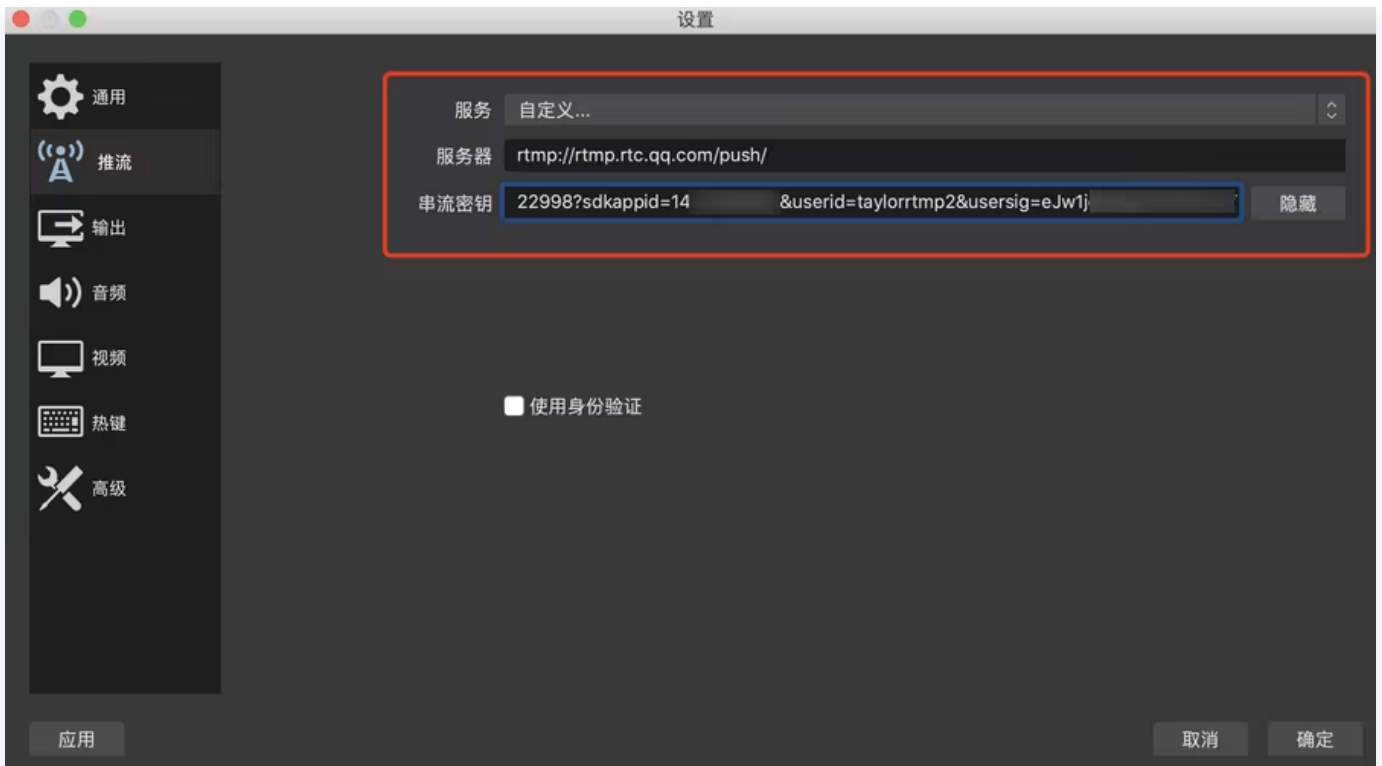 设置
通用
推流
输出
音频
视频
热键
高级
服务 自定义...
服务器 rtmp://rtmp.rtc.qq.com/push/
串流密钥 22998?sdkappid=14 &userid=taylorrtmp2&usersig=eJw1j 隐藏
使用身份验证
应用 取消 确定